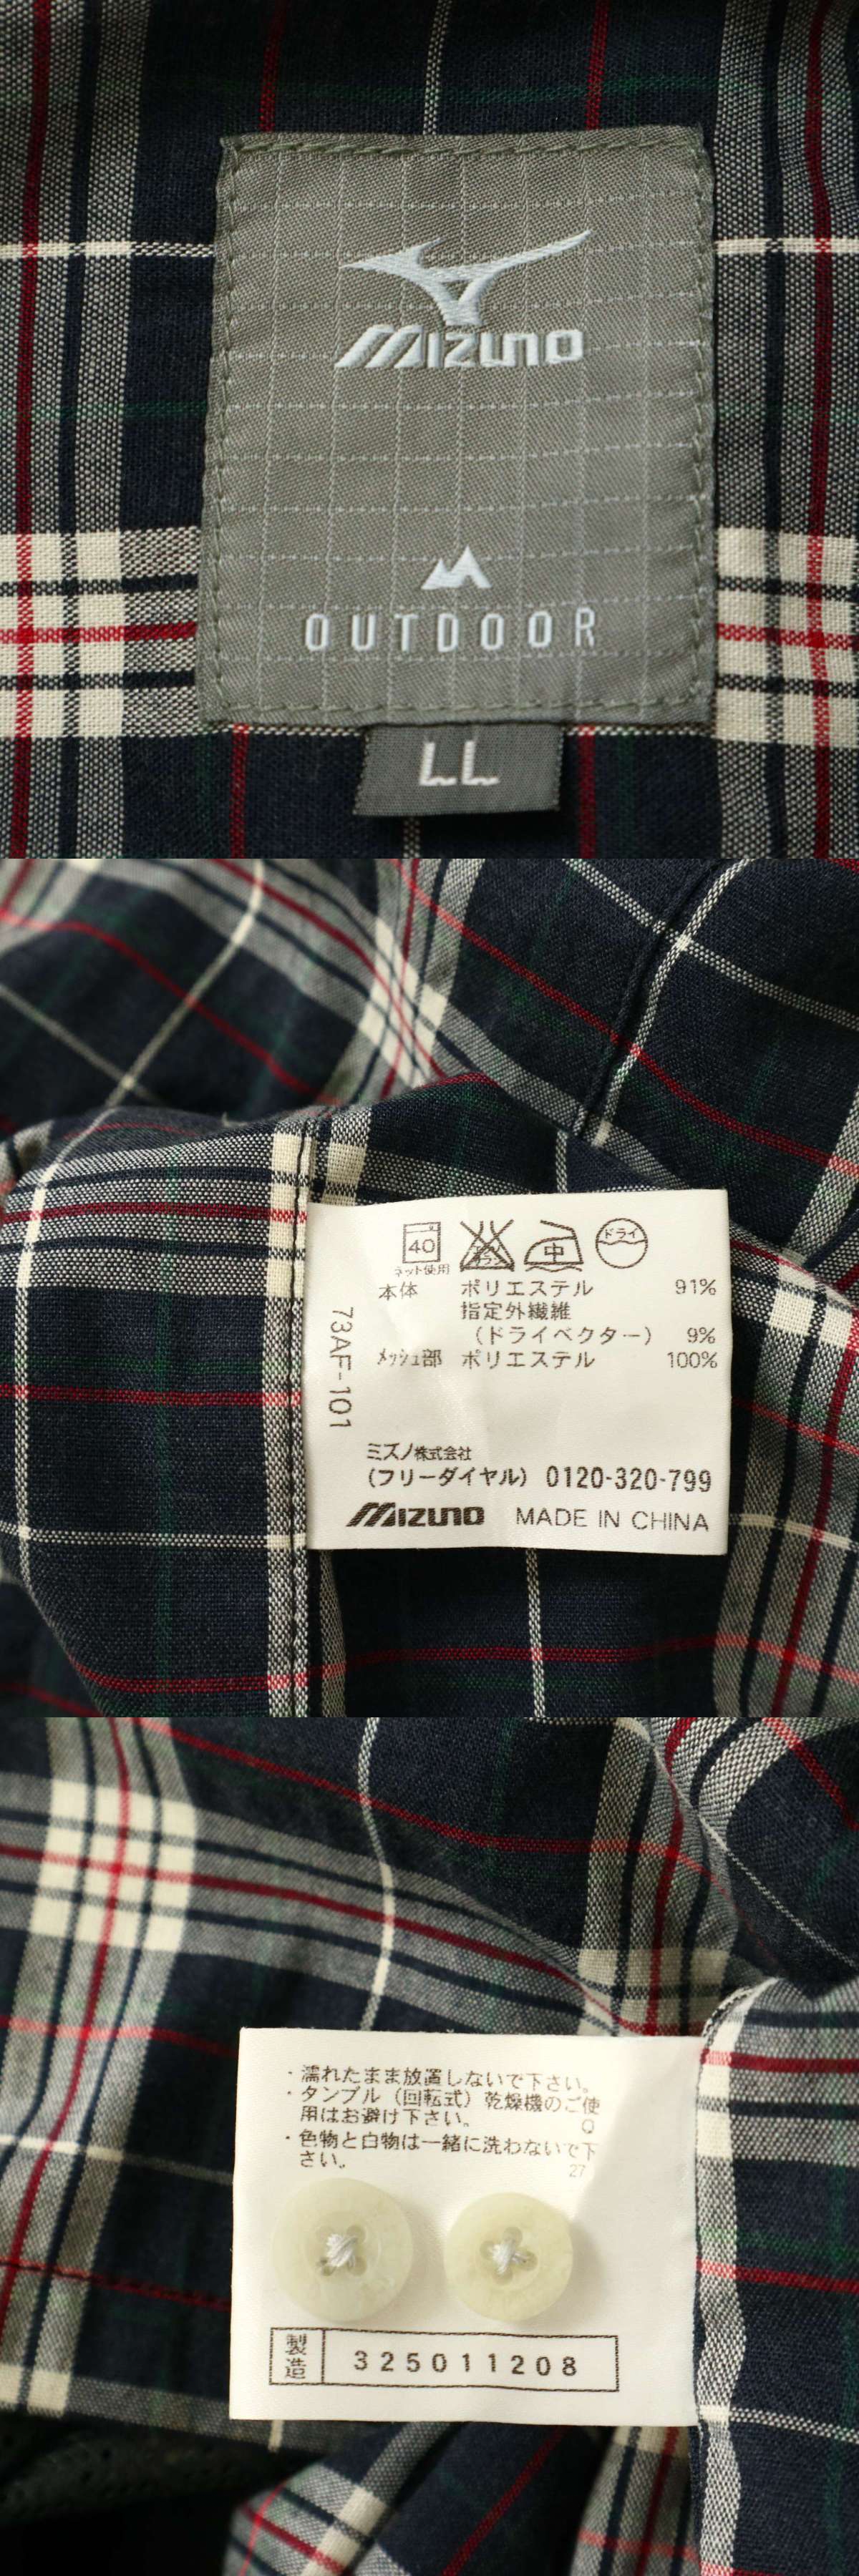 MIZUNO
OUTDOOR
LL
40
ネット使用
中
ドライ
本体 ポリエステル 91%
指定外繊維
（ドライベクター） 9%
メッシュ部 ポリエステル 100%
73AF-101
ミズノ株式会社
（フリーダイヤル） 0120-320-799
MIZUNO MADE IN CHINA
・濡れたまま放置しないで下さい。
・タンブル（回転式）乾燥機のご使
用はお避け下さい。
Q
・色物と白物は一緒に洗わないで下
さい。
27
製造 325011208